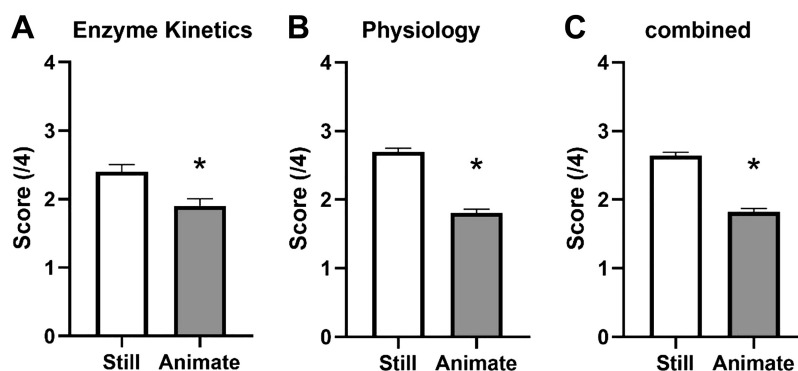 A Enzyme Kinetics
Score (/4)
4
3
2
1
0
*
Still Animate
B Physiology
Score (/4)
4
3
2
1
0
*
Still Animate
C combined
Score (/4)
4
3
2
1
0
*
Still Animate